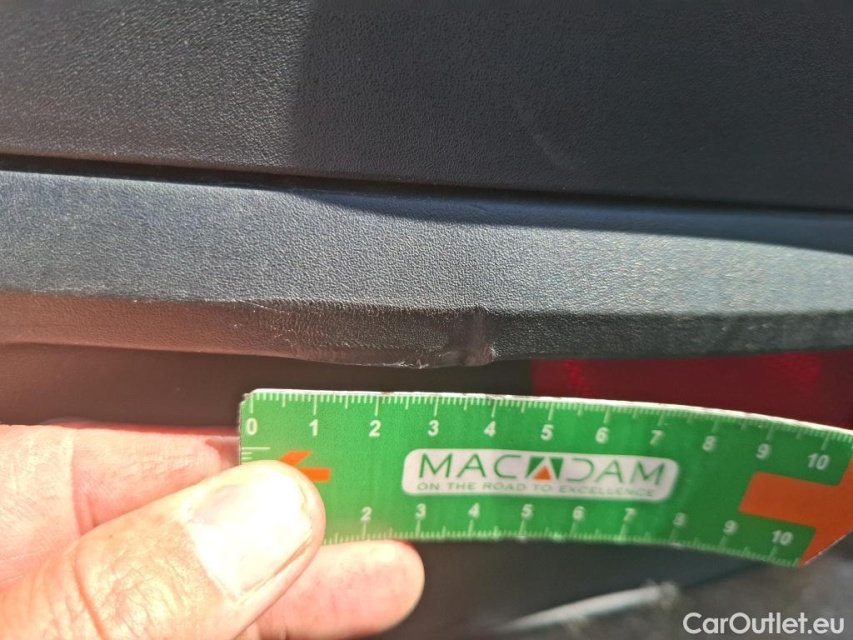 0 1 2 3 4 5 6 7 8 9 10
MACADAM
ON THE ROAD TO EXCELLENCE
2 3 4 5 6 7 8 9 10
CarOutlet.eu